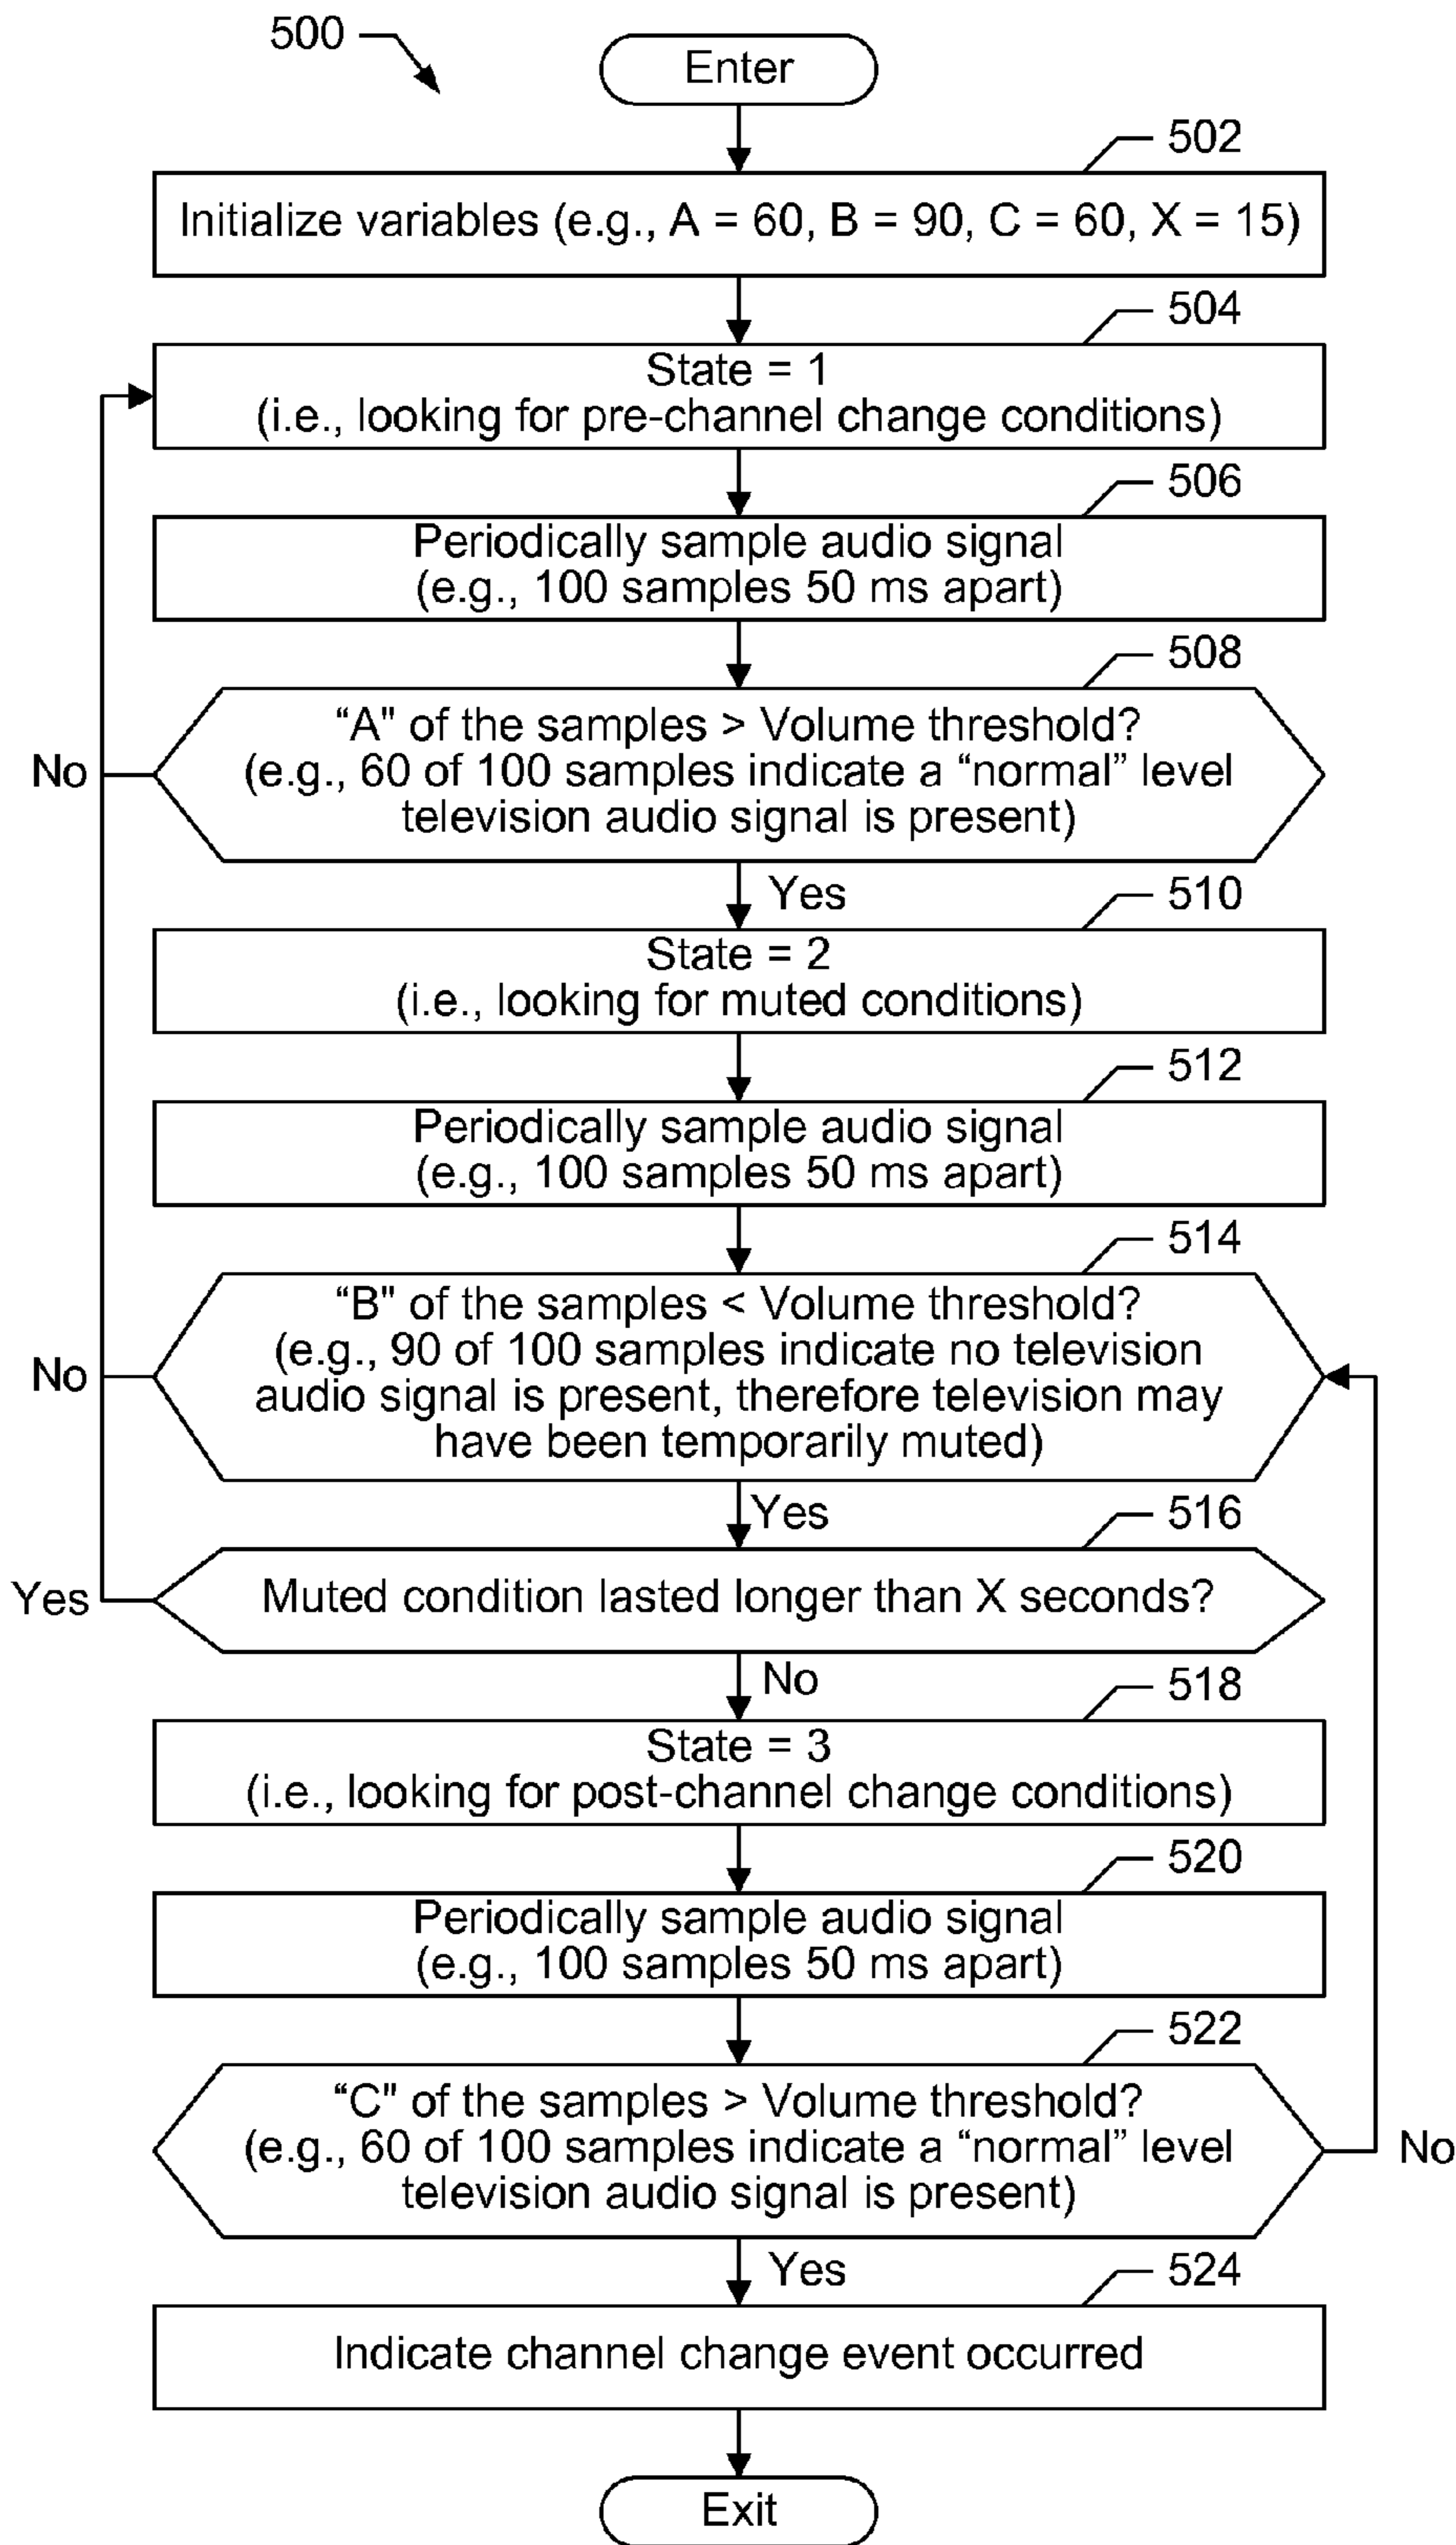 500
Enter
502
Initialize variables (e.g., A = 60, B = 90, C = 60, X = 15)
504
State = 1
(i.e., looking for pre-channel change conditions)
506
Periodically sample audio signal
(e.g., 100 samples 50 ms apart)
508
“A" of the samples > Volume threshold?
(e.g., 60 of 100 samples indicate a “normal” level
television audio signal is present)
No
Yes
510
State = 2
(i.e., looking for muted conditions)
512
Periodically sample audio signal
(e.g., 100 samples 50 ms apart)
514
“B" of the samples < Volume threshold?
(e.g., 90 of 100 samples indicate no television
audio signal is present, therefore television may
have been temporarily muted)
No
Yes
516
Muted condition lasted longer than X seconds?
Yes
No
518
State = 3
(i.e., looking for post-channel change conditions)
520
Periodically sample audio signal
(e.g., 100 samples 50 ms apart)
522
“C" of the samples > Volume threshold?
(e.g., 60 of 100 samples indicate a “normal” level
television audio signal is present)
No
Yes
524
Indicate channel change event occurred
Exit